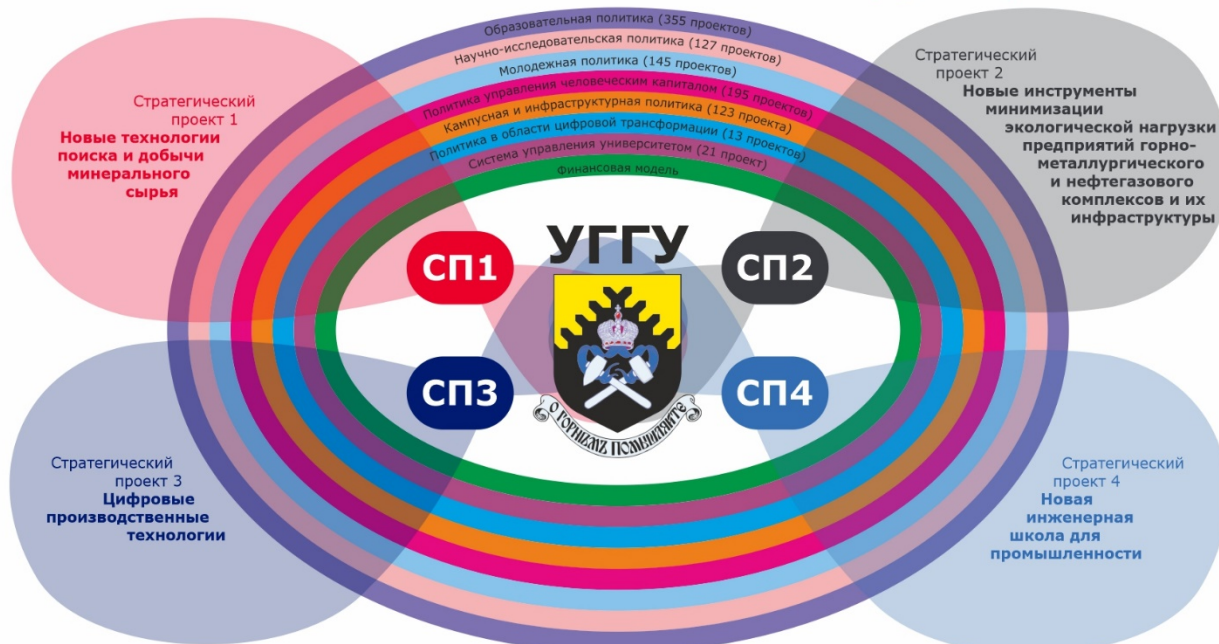 Образовательная политика (355 проектов)
Научно-исследовательская политика (127 проектов)
Молодежная политика (145 проектов)
Политика управления человеческим капиталом (195 проектов)
Кампусная и инфраструктурная политика (123 проекта)
Политика в области цифровой трансформации (13 проектов)
Система управления университетом (21 проект)
Финансовая модель
Стратегический
проект 1
Новые технологии
поиска и добычи
минерального
сырья
Стратегический
проект 2
Новые инструменты
минимизации
экологической нагрузки
предприятий горно-
металлургического
и нефтегазового
комплексов и их
инфраструктуры
УГГУ
СП1
СП2
СП3
СП4
О ГОРНѢМЪ ПОМЫШЛЯЙТЕ
Стратегический
проект 3
Цифровые
производственные
технологии
Стратегический
проект 4
Новая
инженерная
школа для
промышленности